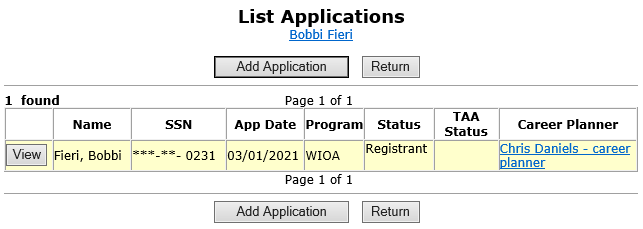 List Applications
Bobbi Fieri
Add Application Return
1 found Page 1 of 1
Name SSN App Date Program Status TAA Status Career Planner
View Fieri, Bobbi ***-**- 0231 03/01/2021 WIOA Registrant Chris Daniels - career planner
Page 1 of 1
Add Application Return